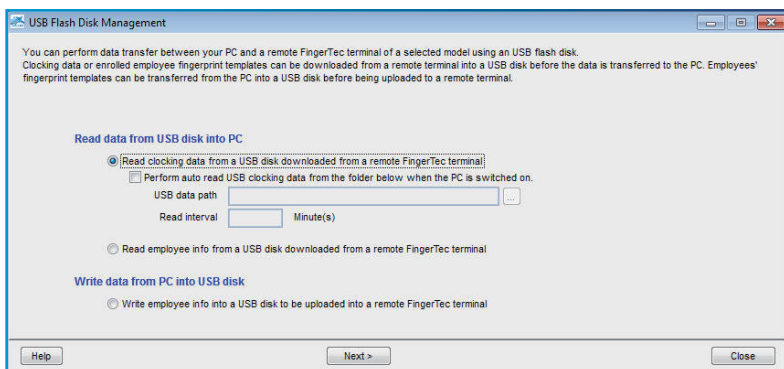 USB Flash Disk Management
You can perform data transfer between your PC and a remote FingerTec terminal of a selected model using an USB flash disk.
Clocking data or enrolled employee fingerprint templates can be downloaded from a remote terminal into a USB disk before the data is transferred to the PC. Employees'
fingerprint templates can be transferred from the PC into a USB disk before being uploaded to a remote terminal.
Read data from USB disk into PC
Read clocking data from a USB disk downloaded from a remote FingerTec terminal
Perform auto read USB clocking data from the folder below when the PC is switched on.
USB data path ...
Read interval Minute(s)
Read employee info from a USB disk downloaded from a remote FingerTec terminal
Write data from PC into USB disk
Write employee info into a USB disk to be uploaded into a remote FingerTec terminal
Help Next > Close